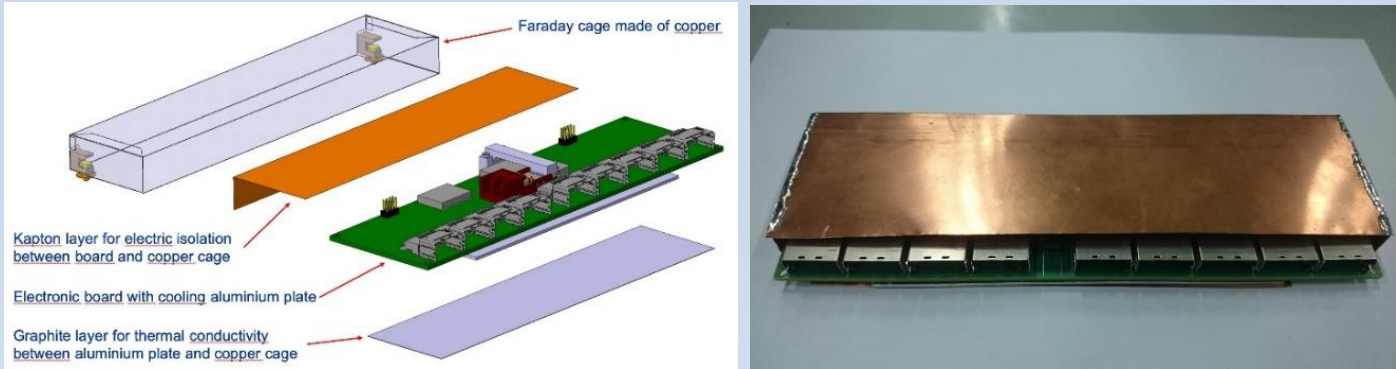 Faraday cage made of copper
Kapton layer for electric isolation
between board and copper cage
Electronic board with cooling aluminium plate
Graphite layer for thermal conductivity
between aluminium plate and copper cage